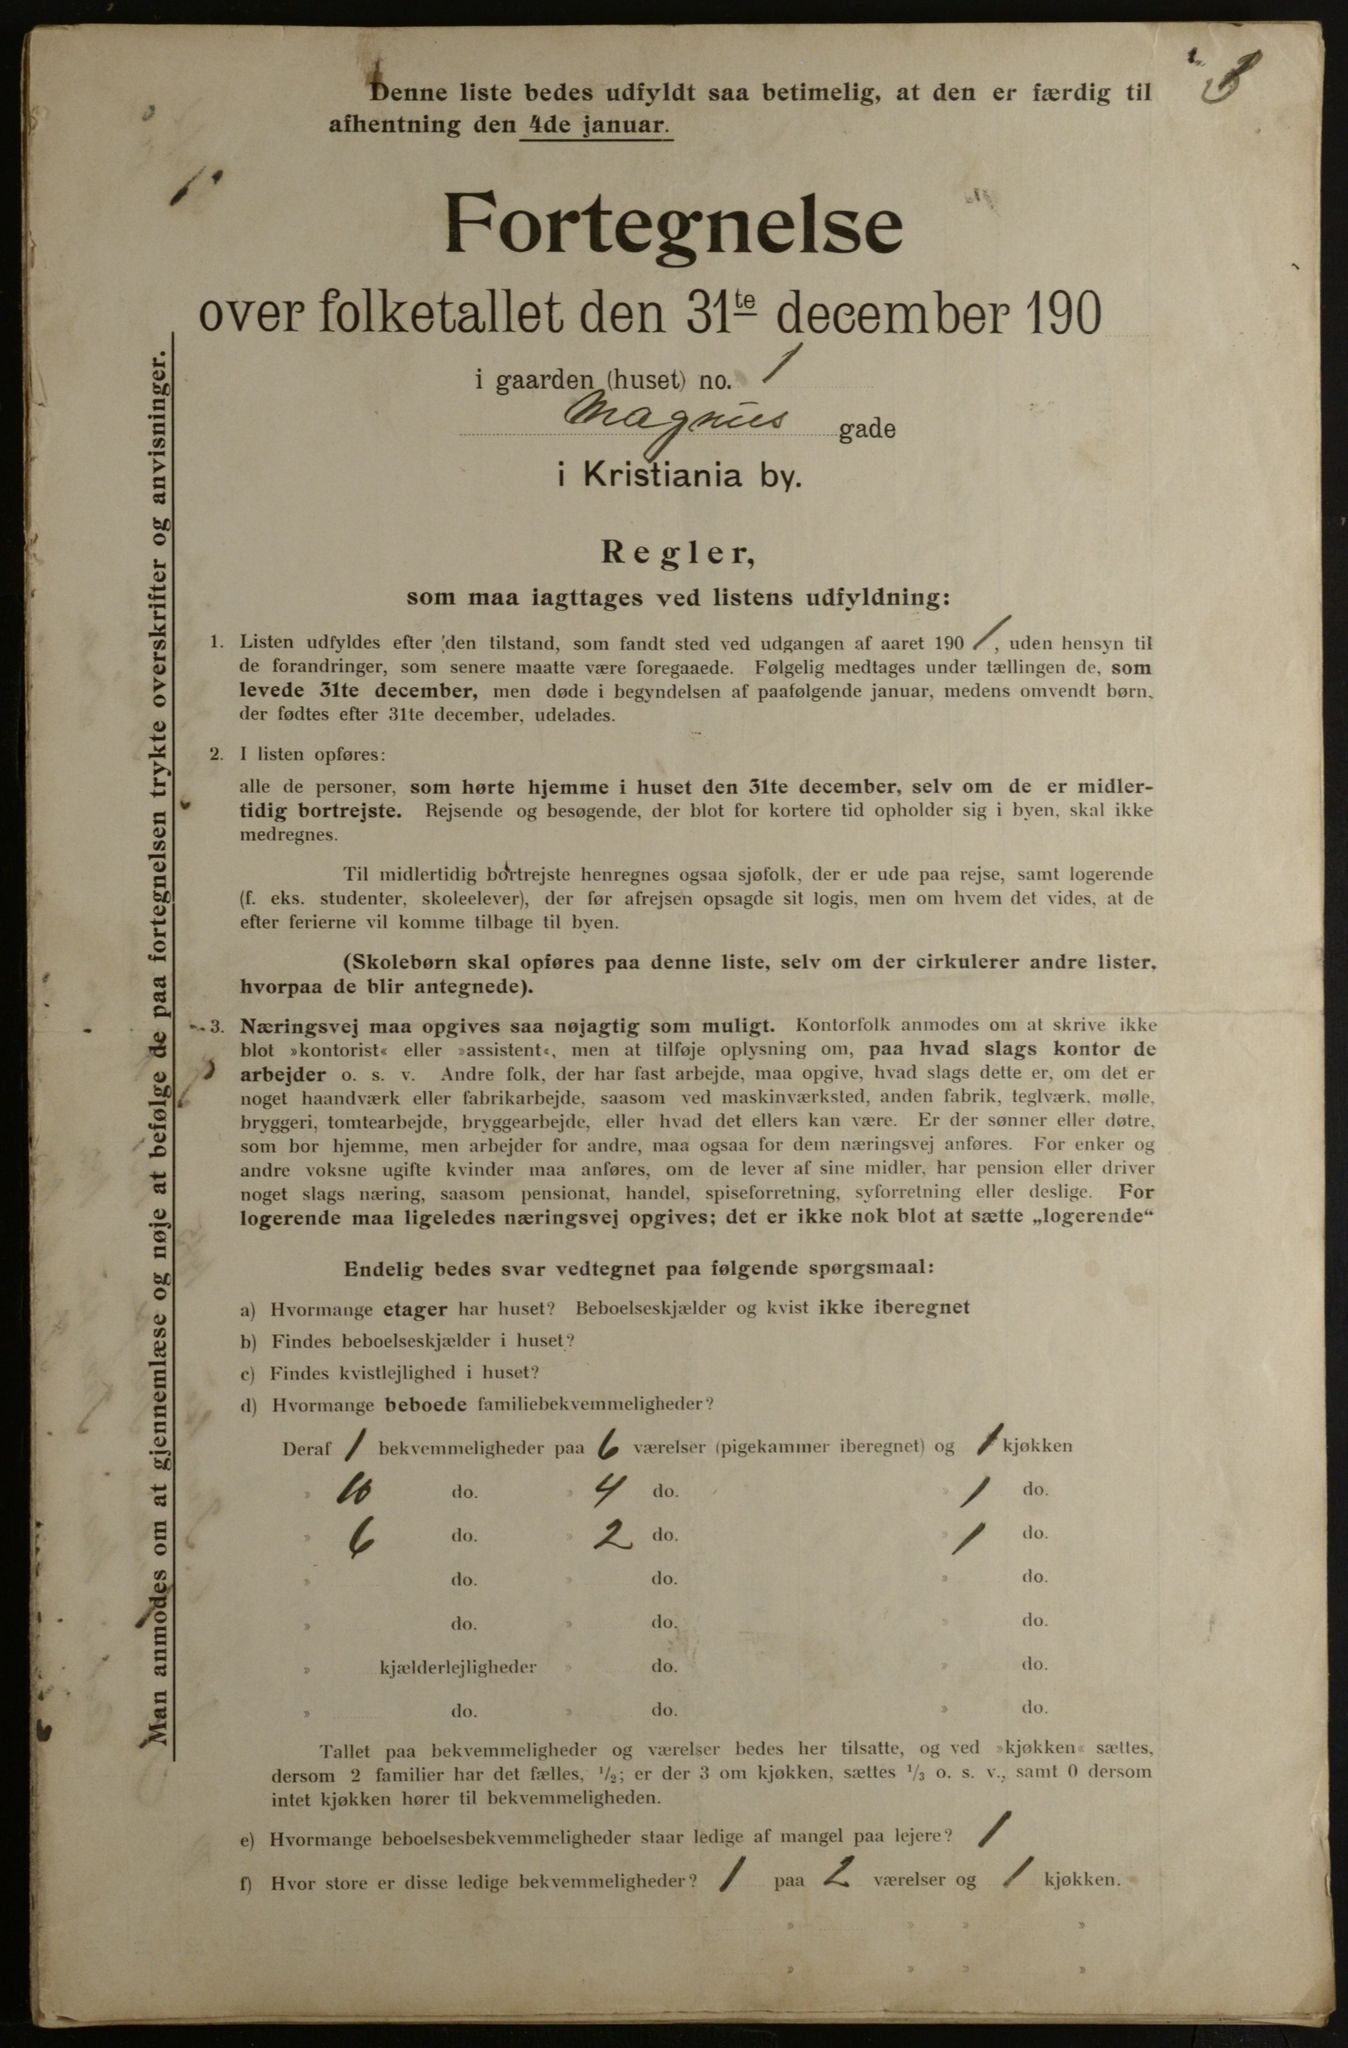 Denne liste bedes udfyldt saa betimelig, at den er færdig til
afhentning den 4de januar.
Fortegnelse
over folketallet den 31te december 190
i gaarden (huset) no. 1
Magnus gade
i Kristiania by.
Regler,
som maa iagttages ved listens udfyldning:
1. Listen udfyldes efter den tilstand, som fandt sted ved udgangen af aaret 190 1, uden hensyn til
de forandringer, som senere maatte være foregaaede. Følgelig medtages under tællingen de, som
levede 31te december, men døde i begyndelsen af paafølgende januar, medens omvendt børn,
der fødtes efter 31te december, udelades.
2. I listen opføres:
alle de personer, som hørte hjemme i huset den 31te december, selv om de er midler-
tidig bortrejste. Rejsende og besøgende, der blot for kortere tid opholder sig i byen, skal ikke
medregnes.
Til midlertidig bortrejste henregnes ogsaa sjøfolk, der er ude paa rejse, samt logerende
(f. eks. studenter, skoleelever), der før afrejsen opsagde sit logis, men om hvem det vides, at de
efter ferierne vil komme tilbage til byen.
(Skolebørn skal opføres paa denne liste, selv om der cirkulerer andre lister,
hvorpaa de blir antegnede).
3. Næringsvej maa opgives saa nøjagtig som muligt. Kontorfolk anmodes om at skrive ikke
blot »kontorist« eller »assistent«, men at tilføje oplysning om, paa hvad slags kontor de
arbejder o. s. v. Andre folk, der har fast arbejde, maa opgive, hvad slags dette er, om det er
noget haandværk eller fabrikarbejde, saasom ved maskinværksted, anden fabrik, teglværk, mølle,
bryggeri, tomtearbejde, bryggearbejde, eller hvad det ellers kan være. Er der sønner eller døtre,
som bor hjemme, men arbejder for andre, maa ogsaa for dem næringsvej anføres. For enker og
andre voksne ugifte kvinder maa anføres, om de lever af sine midler, har pension eller driver
noget slags næring, saasom pensionat, handel, spiseforretning, syforretning eller deslige. For
logerende maa ligeledes næringsvej opgives; det er ikke nok blot at sætte „logerende“
Endelig bedes svar vedtegnet paa følgende spørgsmaal:
a) Hvormange etager har huset? Beboelseskjælder og kvist ikke iberegnet
b) Findes beboelseskjælder i huset?
c) Findes kvistlejlighed i huset?
d) Hvormange beboede familiebekvemmeligheder?
Deraf 1 bekvemmeligheder paa 6 værelser (pigekammer iberegnet) og 1 kjøkken
» 10 do. » 4 do. » 1 do.
» 6 do. » 2 do. » 1 do.
» do. » do. » do.
» do. » do. » do.
» kjælderlejligheder » do. » do.
» do. » do. » do.
Tallet paa bekvemmeligheder og værelser bedes her tilsatte, og ved »kjøkken« sættes,
dersom 2 familier har det fælles, 1/2; er der 3 om kjøkken, sættes 1/3 o. s. v., samt 0 dersom
intet kjøkken hører til bekvemmeligheden.
e) Hvormange beboelsesbekvemmeligheder staar ledige af mangel paa lejere? 1
f) Hvor store er disse ledige bekvemmeligheder? 1 paa 2 værelser og 1 kjøkken.
» » » »
» » » »
Man anmodes om at gjennemlæse og nøje at befølge de paa fortegnelsen trykte overskrifter og anvisninger.